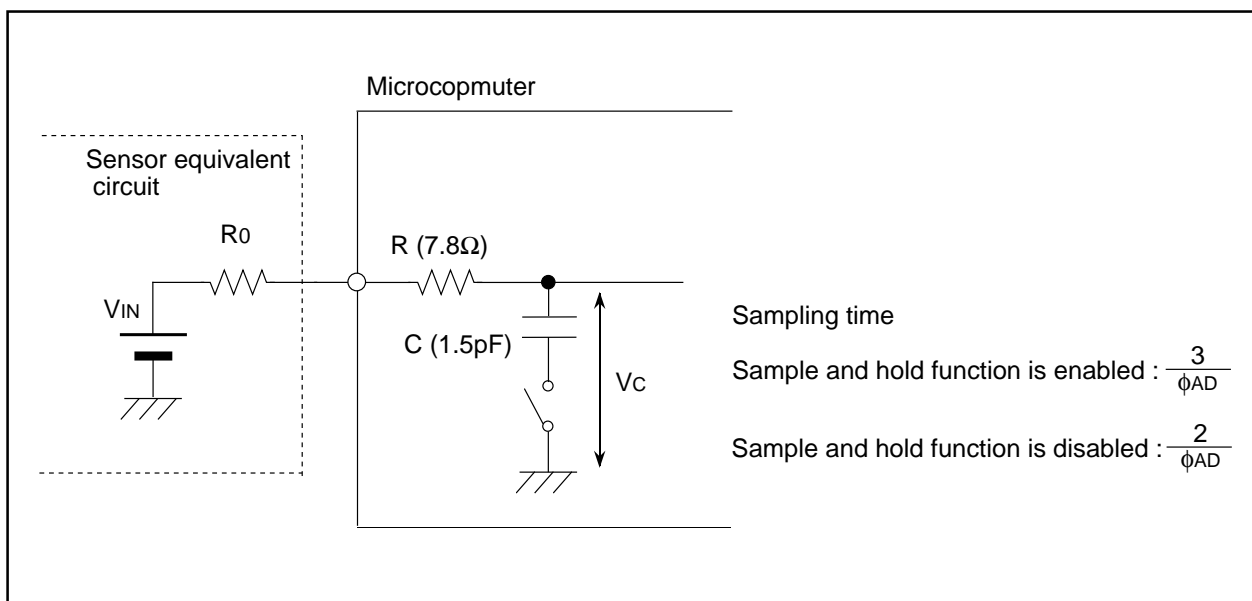 Microcopmuter
Sensor equivalent
circuit
R0
R (7.8Ω)
VIN
C (1.5pF)
VC
Sampling time
Sample and hold function is enabled : 3/ϕAD
Sample and hold function is disabled : 2/ϕAD